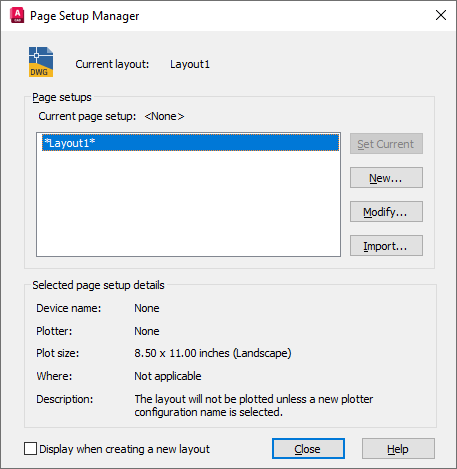 A CAD Page Setup Manager
DWG Current layout: Layout1
Page setups
Current page setup: <None>
*Layout1*
Set Current
New...
Modify...
Import...
Selected page setup details
Device name: None
Plotter: None
Plot size: 8.50 x 11.00 inches (Landscape)
Where: Not applicable
Description: The layout will not be plotted unless a new plotter
configuration name is selected.
Display when creating a new layout Close Help